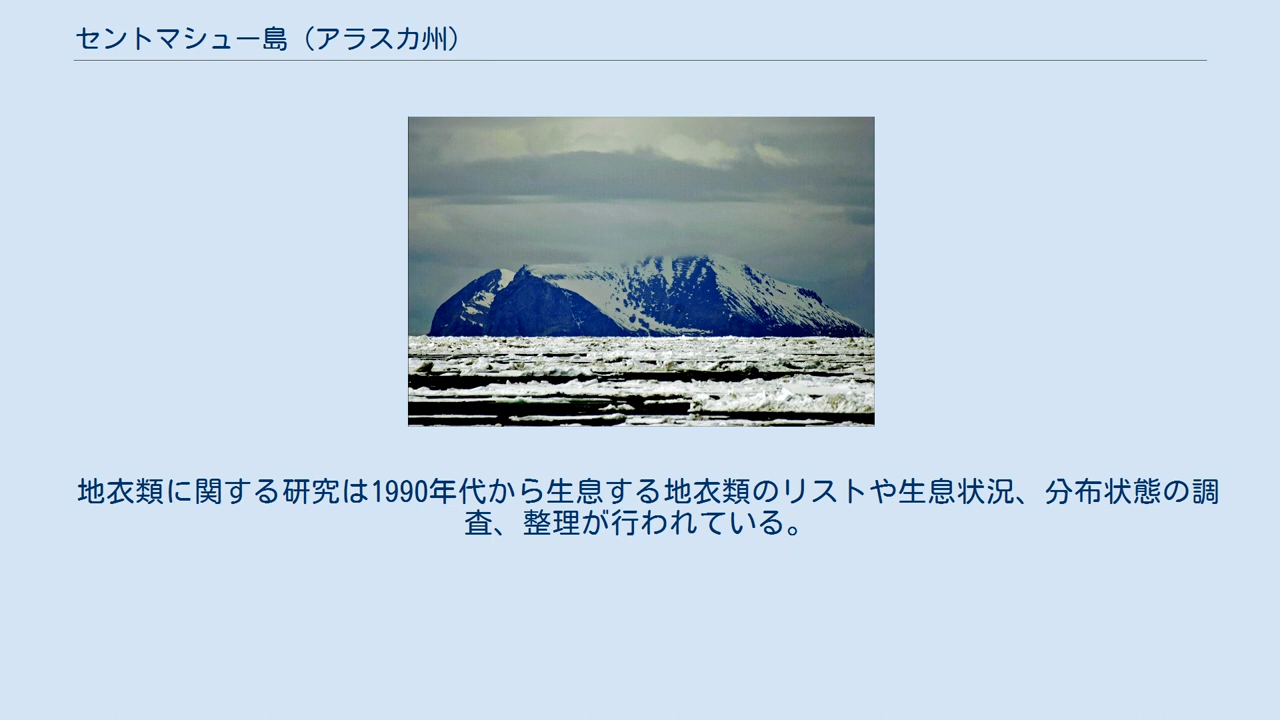 セントマシュー島（アラスカ州）
地衣類に関する研究は1990年代から生息する地衣類のリストや生息状況、分布状態の調
査、整理が行われている。